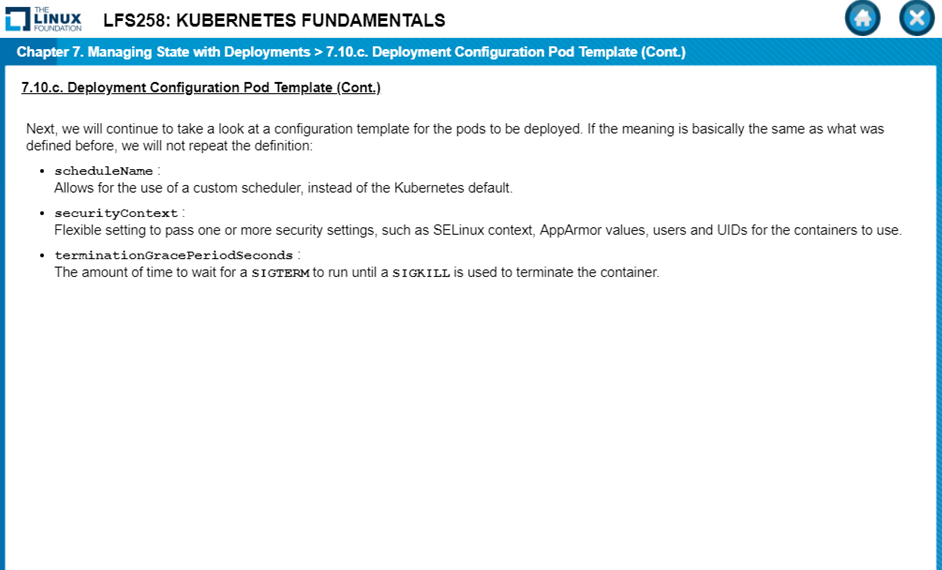 THE
LINUX
FOUNDATION
LFS258: KUBERNETES FUNDAMENTALS
Chapter 7. Managing State with Deployments > 7.10.c. Deployment Configuration Pod Template (Cont.)
7.10.c. Deployment Configuration Pod Template (Cont.)
Next, we will continue to take a look at a configuration template for the pods to be deployed. If the meaning is basically the same as what was
defined before, we will not repeat the definition:
• scheduleName :
Allows for the use of a custom scheduler, instead of the Kubernetes default.
• securityContext :
Flexible setting to pass one or more security settings, such as SELinux context, AppArmor values, users and UIDs for the containers to use.
• terminationGracePeriodSeconds :
The amount of time to wait for a SIGTERM to run until a SIGKILL is used to terminate the container.